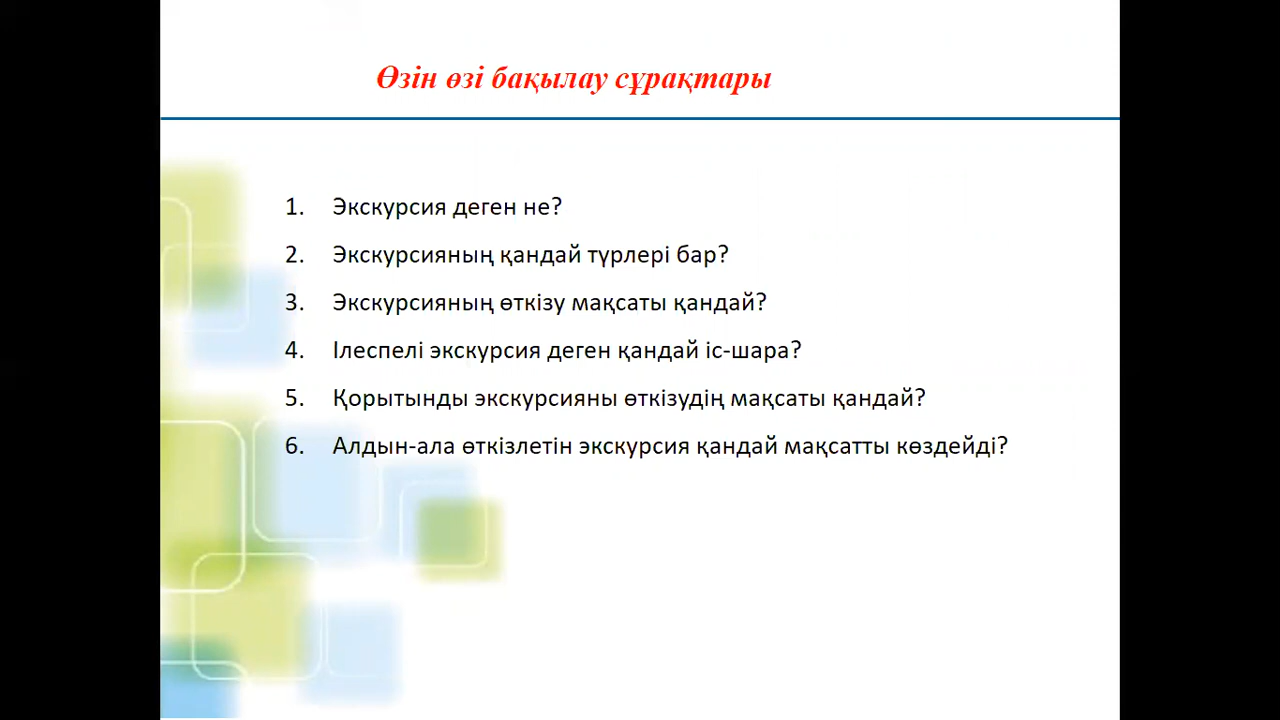 Өзін өзі бақылау сұрақтары
1. Экскурсия деген не?
2. Экскурсияның қандай түрлері бар?
3. Экскурсияның өткізу мақсаты қандай?
4. Ілеспелі экскурсия деген қандай іс-шара?
5. Қорытынды экскурсияны өткізудің мақсаты қандай?
6. Алдын-ала өткізлетін экскурсия қандай мақсатты көздейді?